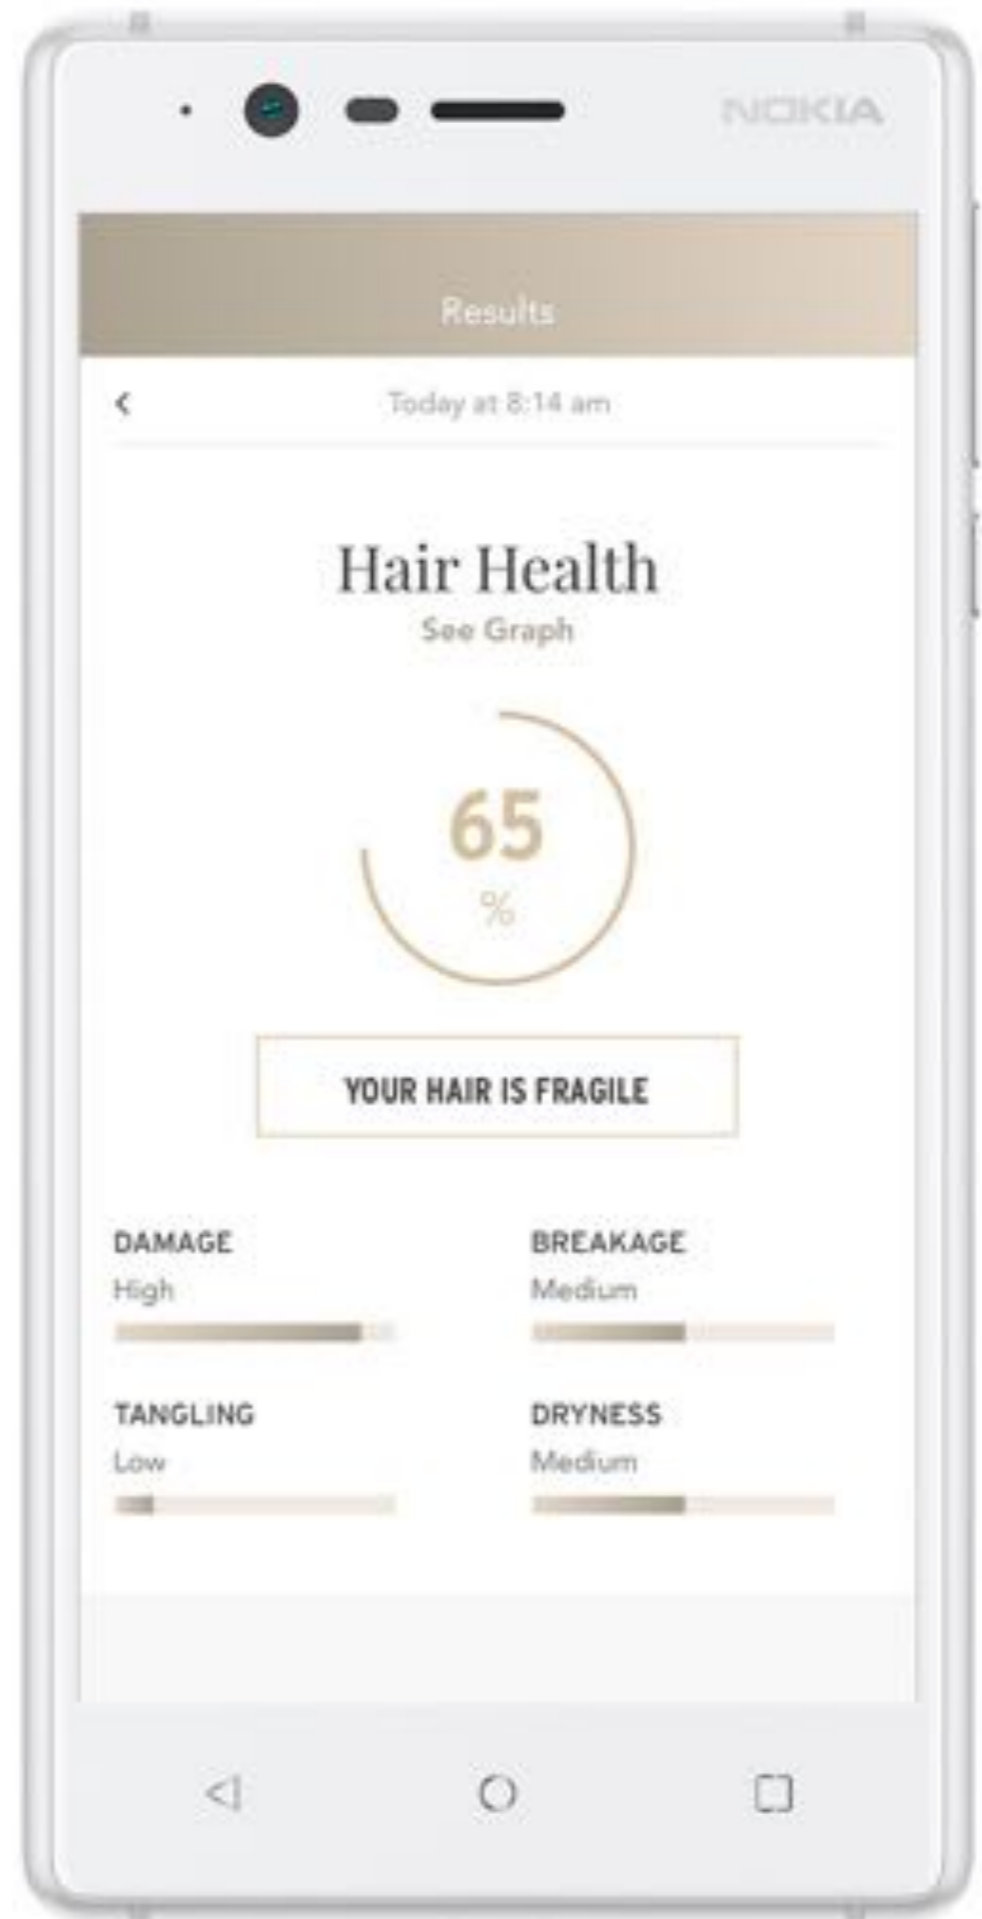 NOKIA
Results
Today at 8:14 am
Hair Health
See Graph
65
%
YOUR HAIR IS FRAGILE
DAMAGE
High
BREAKAGE
Medium
TANGLING
Low
DRYNESS
Medium